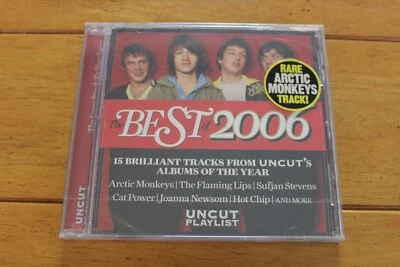 RARE
ARCTIC
MONKEYS
TRACK!
The BEST of 2006
15 BRILLIANT TRACKS FROM UNCUT'S
ALBUMS OF THE YEAR
Arctic Monkeys | The Flaming Lips | Sufjan Stevens
Cat Power | Joanna Newsom | Hot Chip | AND MORE
UNCUT
PLAYLIST
UNCUT